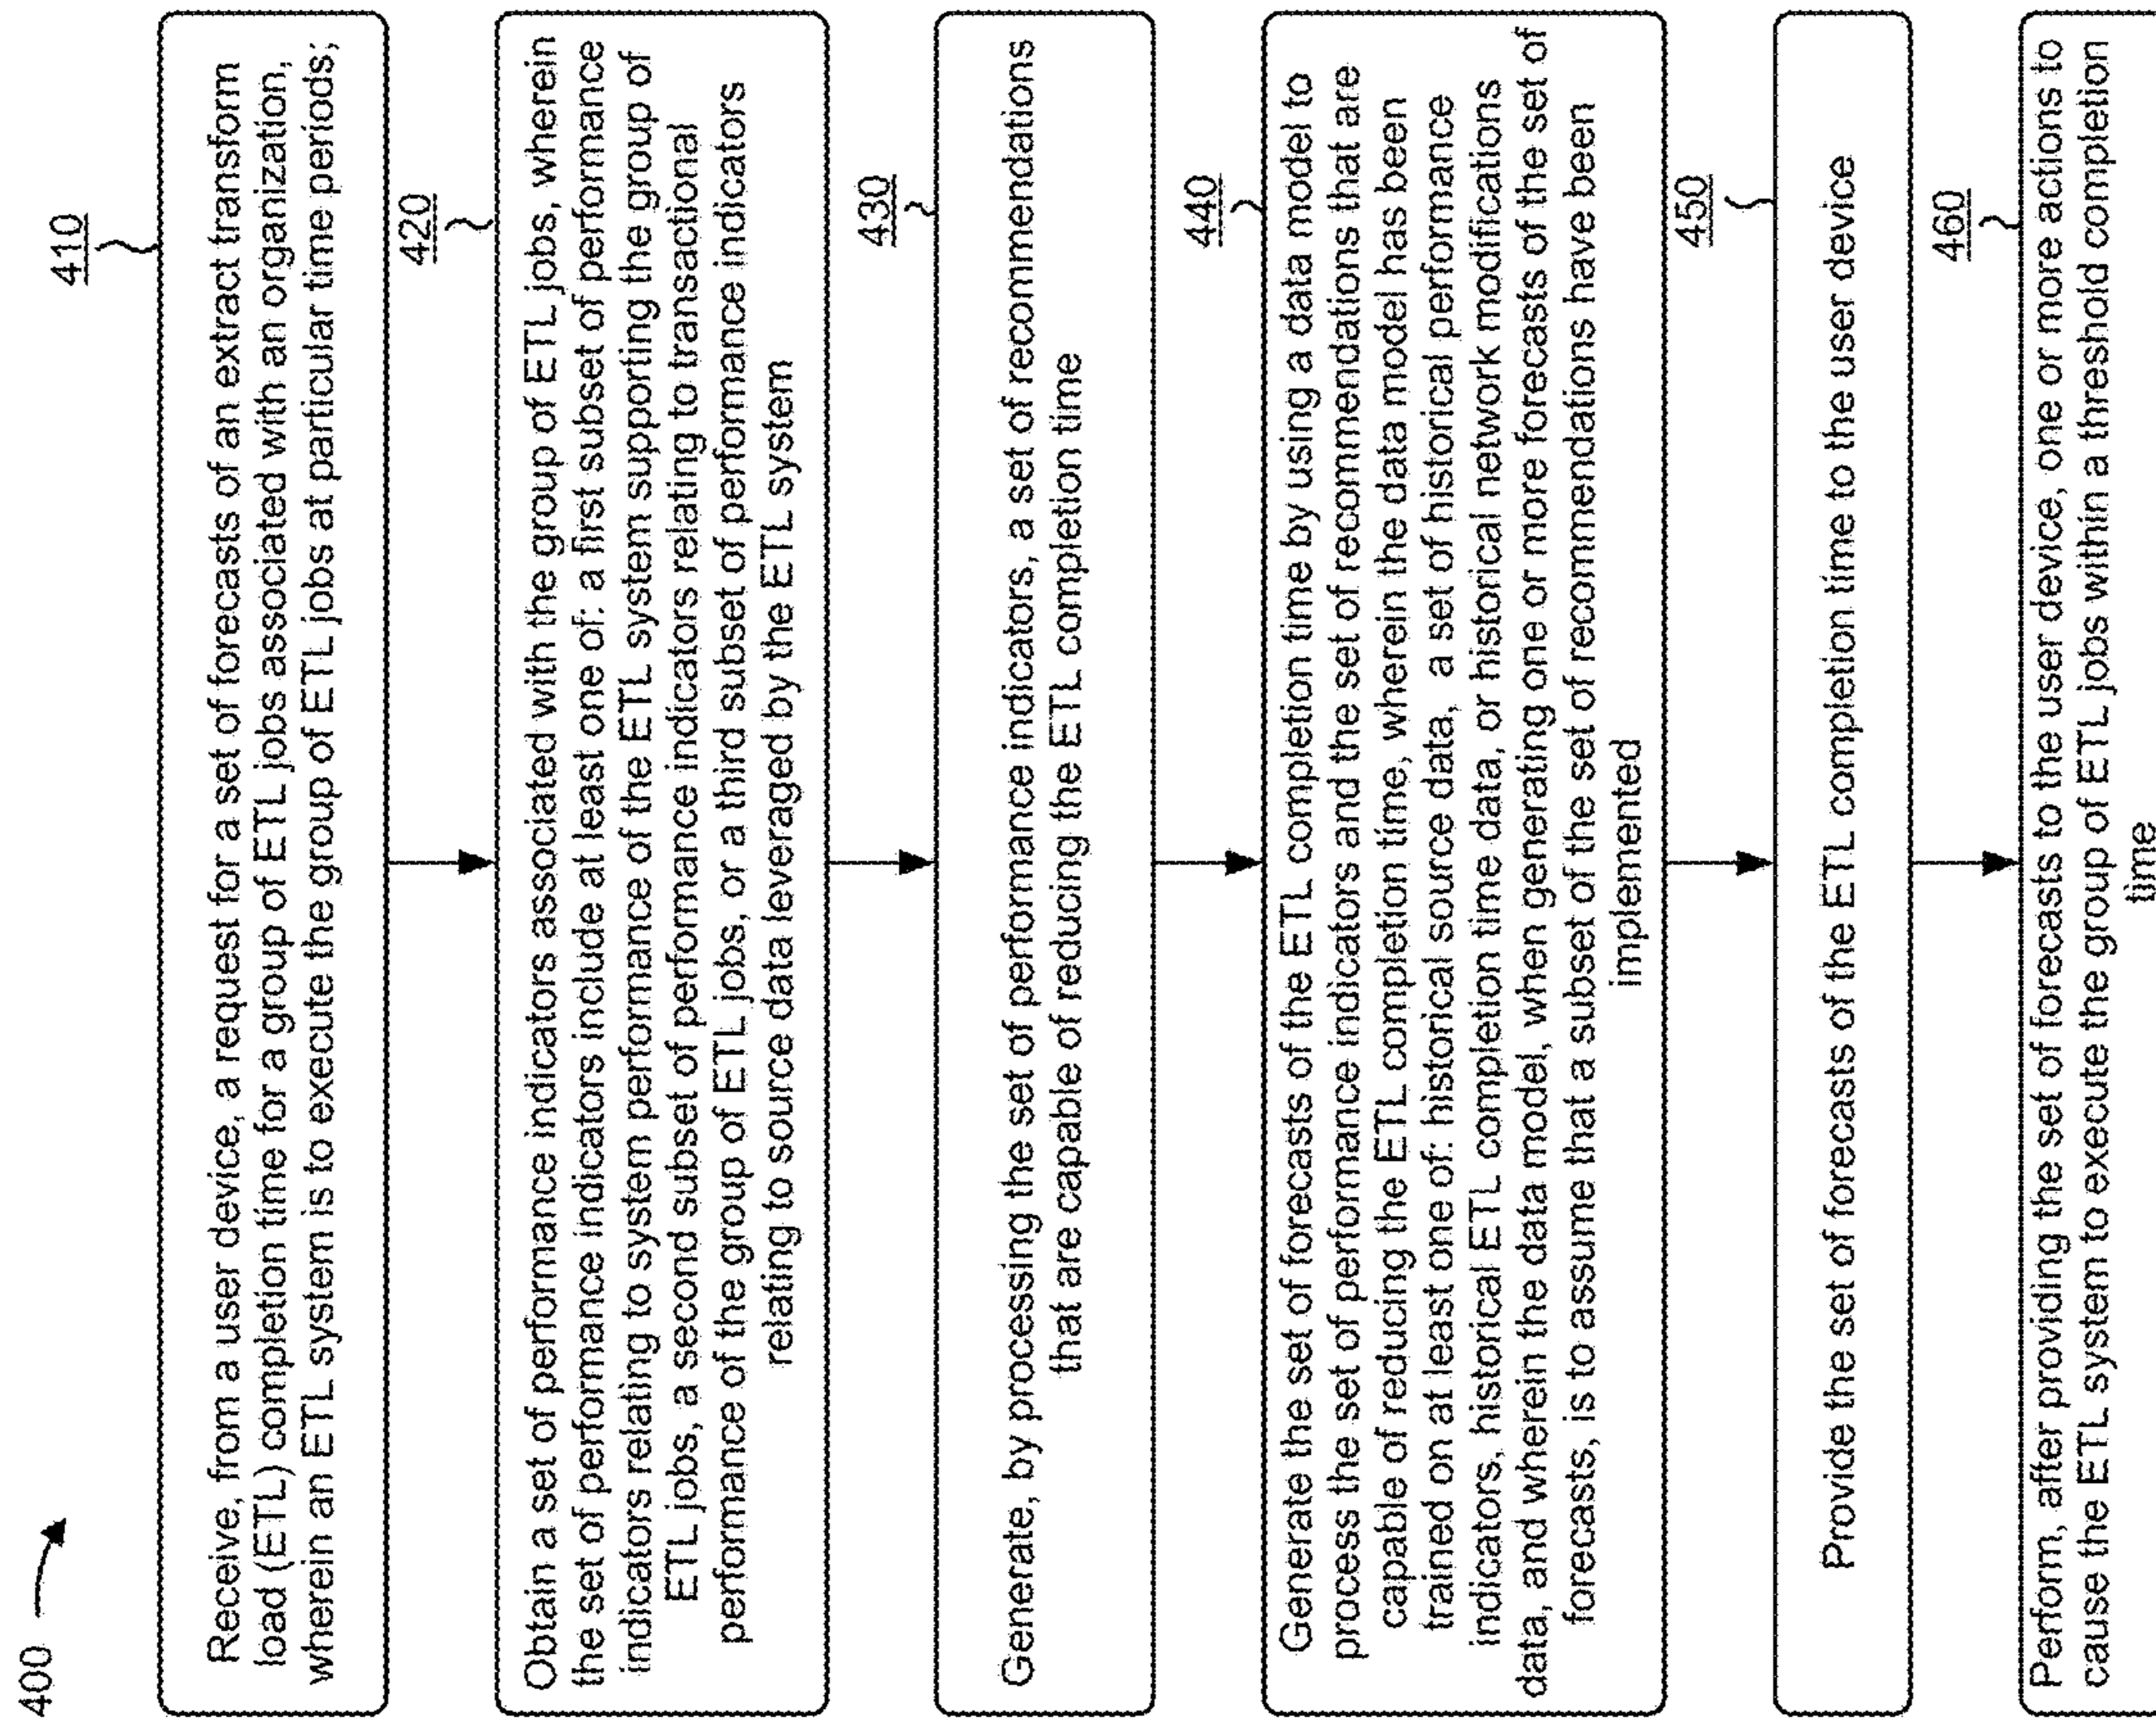 400
410
Receive, from a user device, a request for a set of forecasts of an extract transform
load (ETL) completion time for a group of ETL jobs associated with an organization,
wherein an ETL system is to execute the group of ETL jobs at particular time periods;
420
Obtain a set of performance indicators associated with the group of ETL jobs, wherein
the set of performance indicators include at least one of: a first subset of performance
indicators relating to system performance of the ETL system supporting the group of
ETL jobs, a second subset of performance indicators relating to transactional
performance of the group of ETL jobs, or a third subset of performance indicators
relating to source data leveraged by the ETL system
430
Generate, by processing the set of performance indicators, a set of recommendations
that are capable of reducing the ETL completion time
440
Generate the set of forecasts of the ETL completion time by using a data model to
process the set of performance indicators and the set of recommendations that are
capable of reducing the ETL completion time, wherein the data model has been
trained on at least one of: historical source data, a set of historical performance
indicators, historical ETL completion time data, or historical network modifications
data, and wherein the data model, when generating one or more forecasts of the set of
forecasts, is to assume that a subset of the set of recommendations have been
implemented
450
Provide the set of forecasts of the ETL completion time to the user device
460
Perform, after providing the set of forecasts to the user device, one or more actions to
cause the ETL system to execute the group of ETL jobs within a threshold completion
time